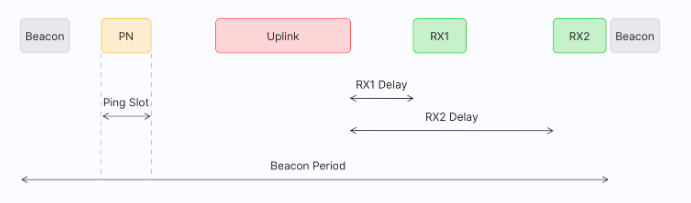 Beacon PN Uplink RX1 RX2 Beacon
RX1 Delay
Ping Slot
RX2 Delay
Beacon Period